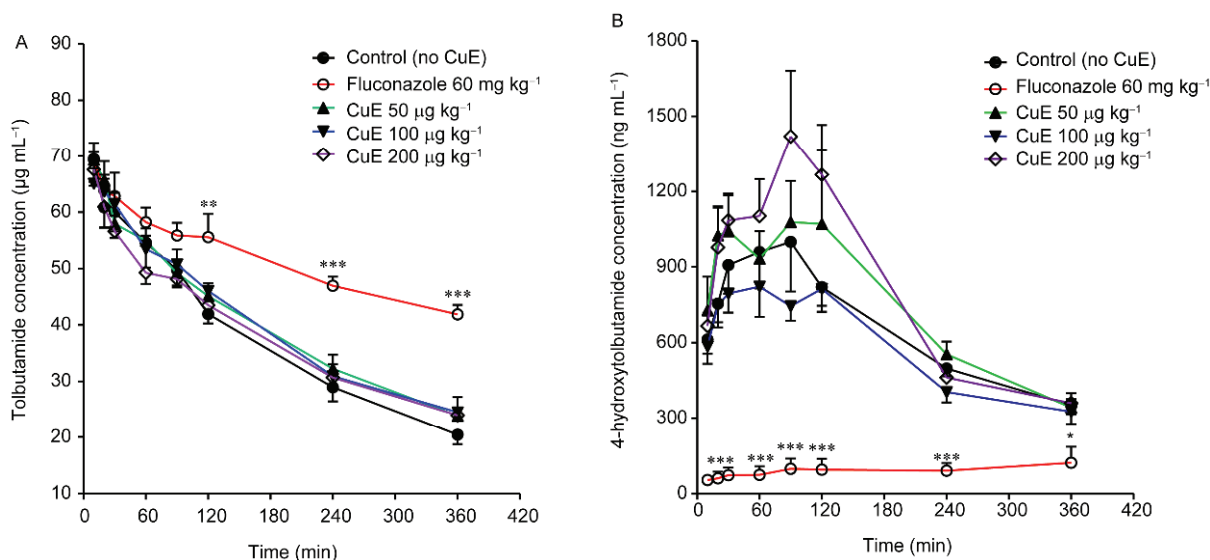 A
Tolbutamide concentration (µg mL⁻¹)
90
80
70
60
50
40
30
20
10
Control (no CuE)
Fluconazole 60 mg kg⁻¹
CuE 50 µg kg⁻¹
CuE 100 µg kg⁻¹
CuE 200 µg kg⁻¹
**
***
***
0 60 120 180 240 300 360 420
Time (min)
B
4-hydroxytolbutamide concentration (ng mL⁻¹)
1800
1500
1200
900
600
300
0
Control (no CuE)
Fluconazole 60 mg kg⁻¹
CuE 50 µg kg⁻¹
CuE 100 µg kg⁻¹
CuE 200 µg kg⁻¹
*** *** *** *** *** *
0 60 120 180 240 300 360 420
Time (min)